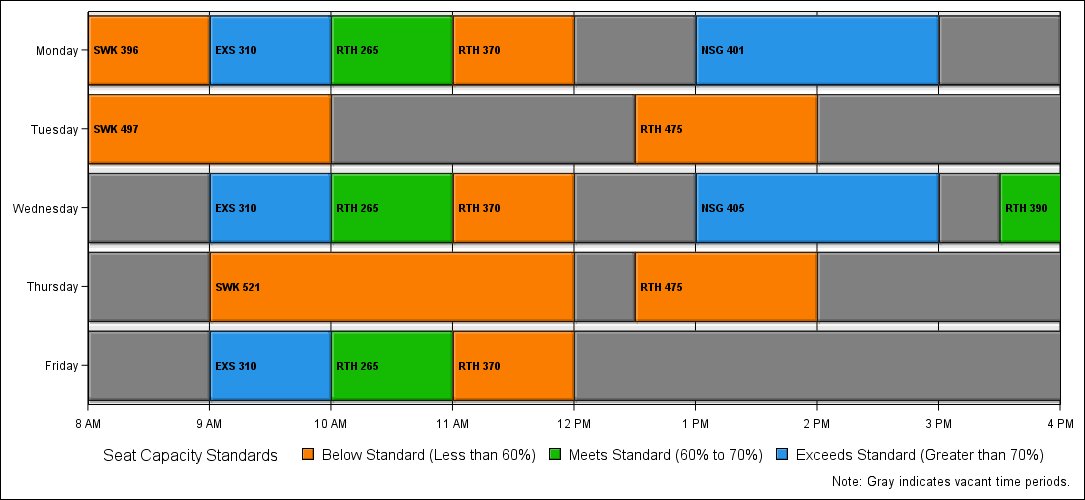 Monday
SWK 396
EXS 310
RTH 265
RTH 370
NSG 401
Tuesday
SWK 497
RTH 475
Wednesday
EXS 310
RTH 265
RTH 370
NSG 405
RTH 390
Thursday
SWK 521
RTH 475
Friday
EXS 310
RTH 265
RTH 370
8 AM
9 AM
10 AM
11 AM
12 PM
1 PM
2 PM
3 PM
4 PM
Seat Capacity Standards
Below Standard (Less than 60%)
Meets Standard (60% to 70%)
Exceeds Standard (Greater than 70%)
Note: Gray indicates vacant time periods.